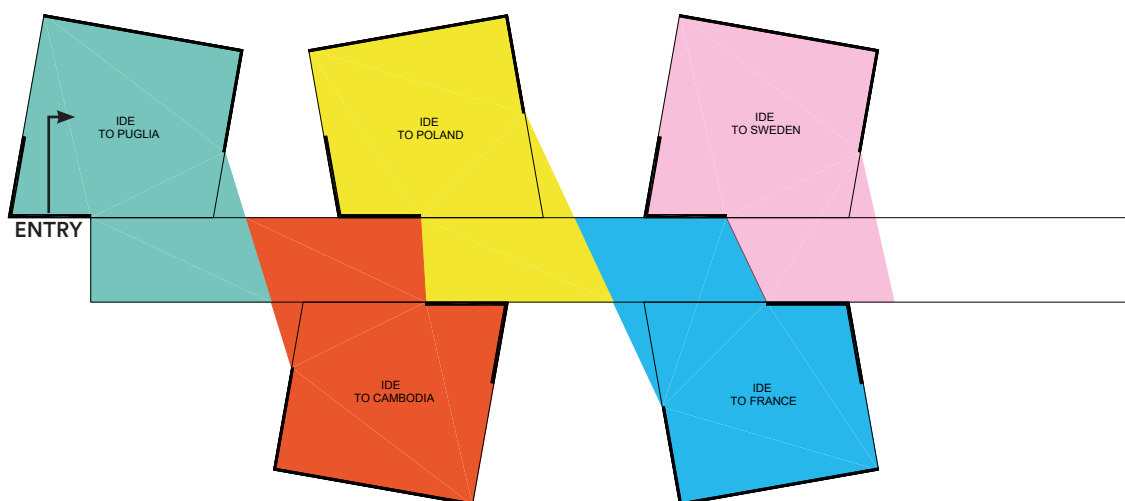 IDE
TO PUGLIA
IDE
TO POLAND
IDE
TO SWEDEN
ENTRY
IDE
TO CAMBODIA
IDE
TO FRANCE